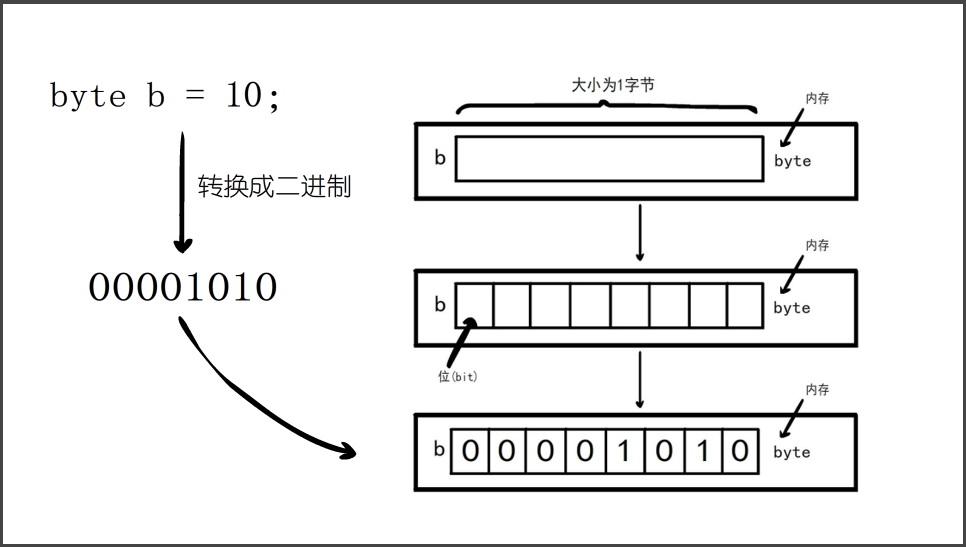 byte b = 10;
转换成二进制
00001010
大小为1字节
内存
b
byte
内存
b
byte
位(bit)
内存
b 0 0 0 0 1 0 1 0 byte